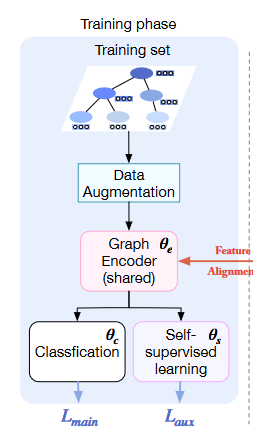 Training phase
Training set
Data
Augmentation
Graph θe
Encoder
(shared)
Feature
Alignmen
θc
Classfication
Self- θs
supervised
learning
Lmain
Laux